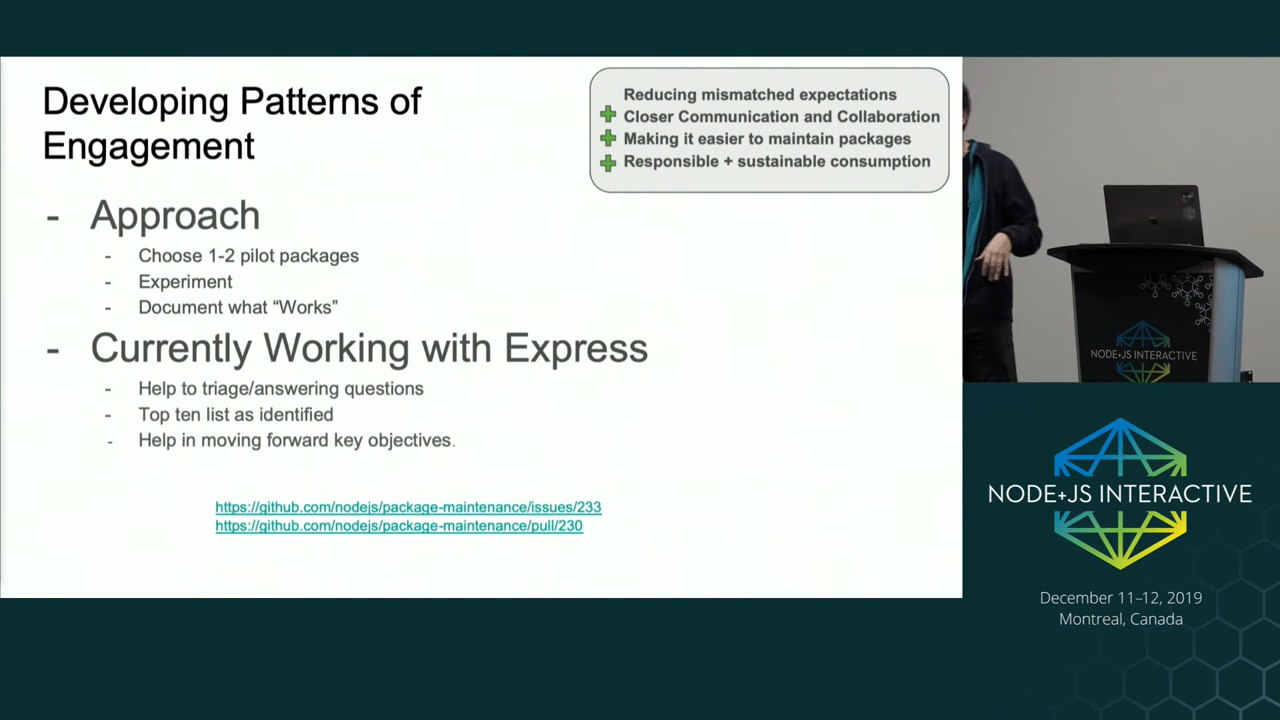 Developing Patterns of
Engagement
Reducing mismatched expectations
Closer Communication and Collaboration
Making it easier to maintain packages
Responsible + sustainable consumption
- Approach
- Choose 1-2 pilot packages
- Experiment
- Document what “Works”
- Currently Working with Express
- Help to triage/answering questions
- Top ten list as identified
- Help in moving forward key objectives.
https://github.com/nodejs/package-maintenance/issues/233
https://github.com/nodejs/package-maintenance/pull/230
NODE+JS INTERACTIVE
NODE+JS INTERACTIVE
December 11–12, 2019
Montreal, Canada